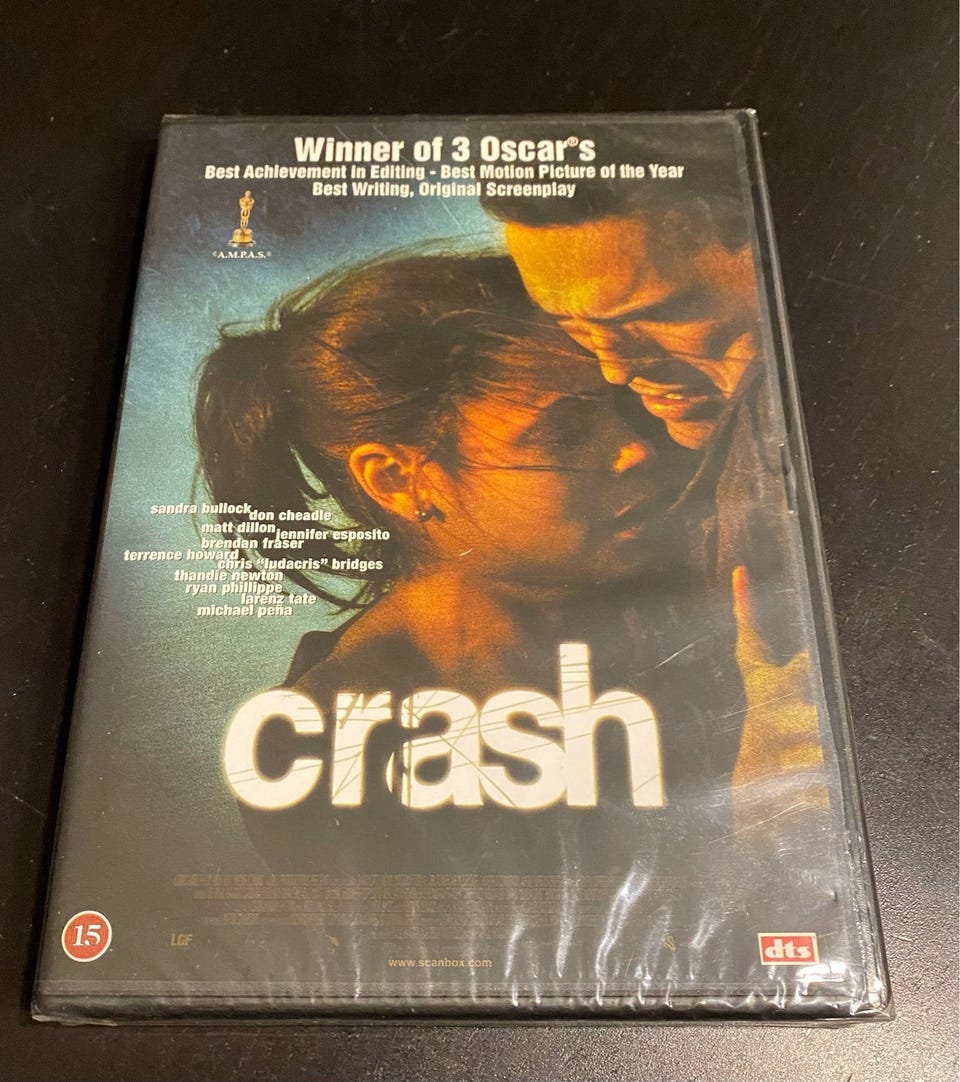 Winner of 3 Oscar®s
Best Achievement in Editing - Best Motion Picture of the Year
Best Writing, Original Screenplay
©A.M.P.A.S.®
sandra bullock
don cheadle
matt dillon
jennifer esposito
brendan fraser
terrence howard
chris "ludacris" bridges
thandie newton
ryan phillippe
larenz tate
michael peña
crash
15
LGF
dts
www.scanbox.com